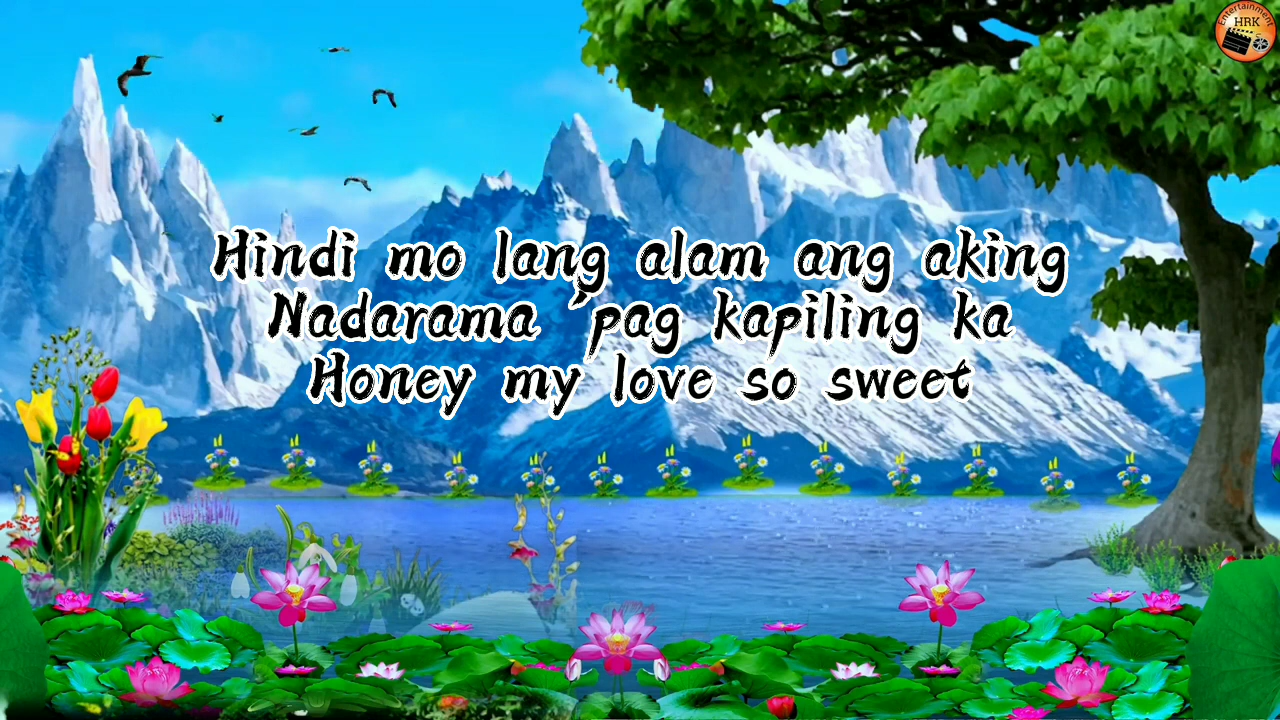 Entertainment
HRK
Hindi mo lang alam ang aking
Nadarama 'pag kapiling ka
Honey my love so sweet